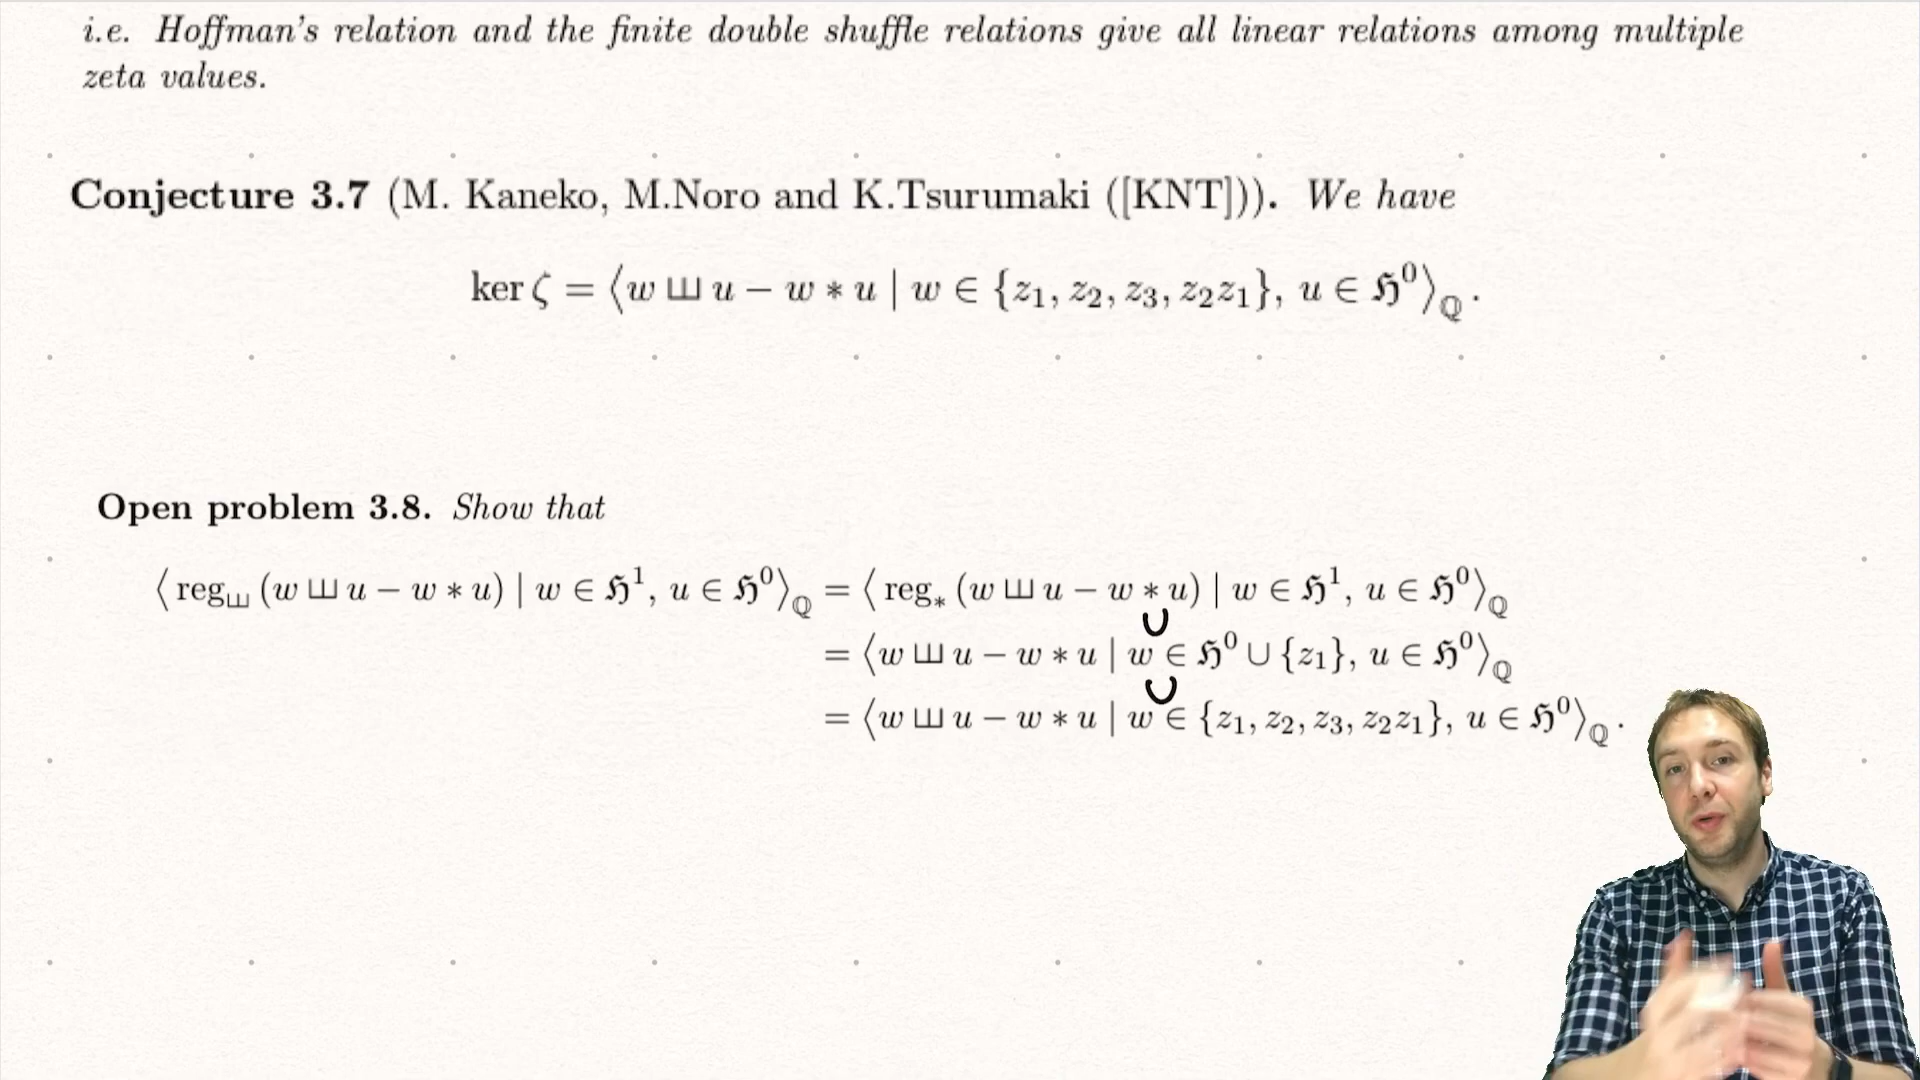 i.e. Hoffman's relation and the finite double shuffle relations give all linear relations among multiple
zeta values.
Conjecture 3.7 (M. Kaneko, M.Noro and K.Tsurumaki ([KNT])). We have
ker ζ = ⟨w ш u − w * u | w ∈ {z₁, z₂, z₃, z₂z₁}, u ∈ ℌ⁰⟩_ℚ .
Open problem 3.8. Show that
⟨ reg_ш (w ш u − w * u) | w ∈ ℌ¹, u ∈ ℌ⁰⟩_ℚ = ⟨ reg_* (w ш u − w * u) | w ∈ ℌ¹, u ∈ ℌ⁰⟩_ℚ
∪
= ⟨w ш u − w * u | w ∈ ℌ⁰ ∪ {z₁}, u ∈ ℌ⁰⟩_ℚ
∪
= ⟨w ш u − w * u | w ∈ {z₁, z₂, z₃, z₂z₁}, u ∈ ℌ⁰⟩_ℚ .